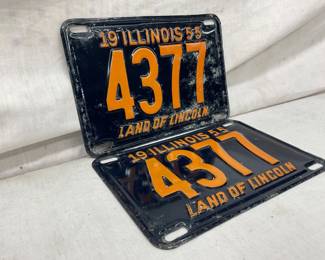 19 ILLINOIS 55
4377
LAND OF LINCOLN
19 ILLINOIS 55
4377
LAND OF LINCOLN